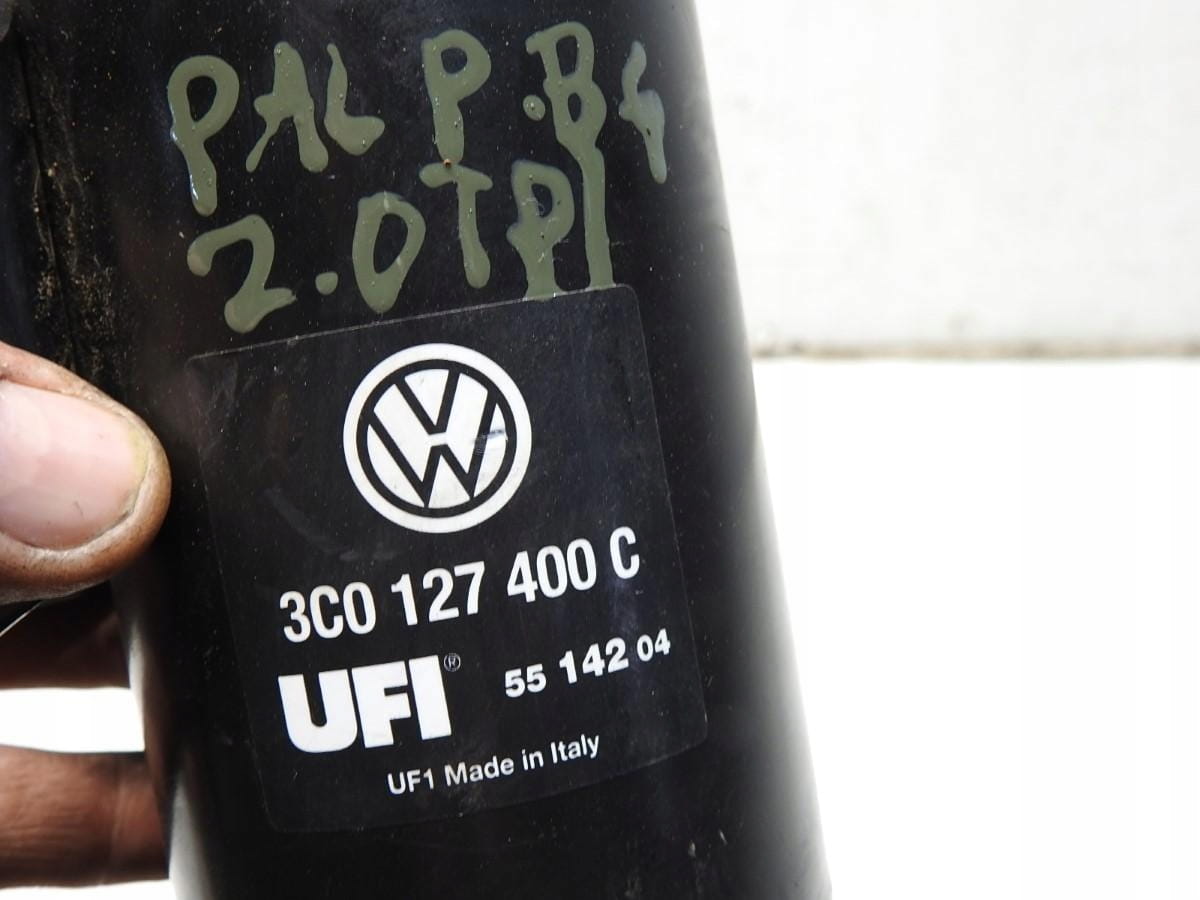 PAL P.B6
2.0TDI
3C0 127 400 C
UFI® 55 142 04
UF1 Made in Italy